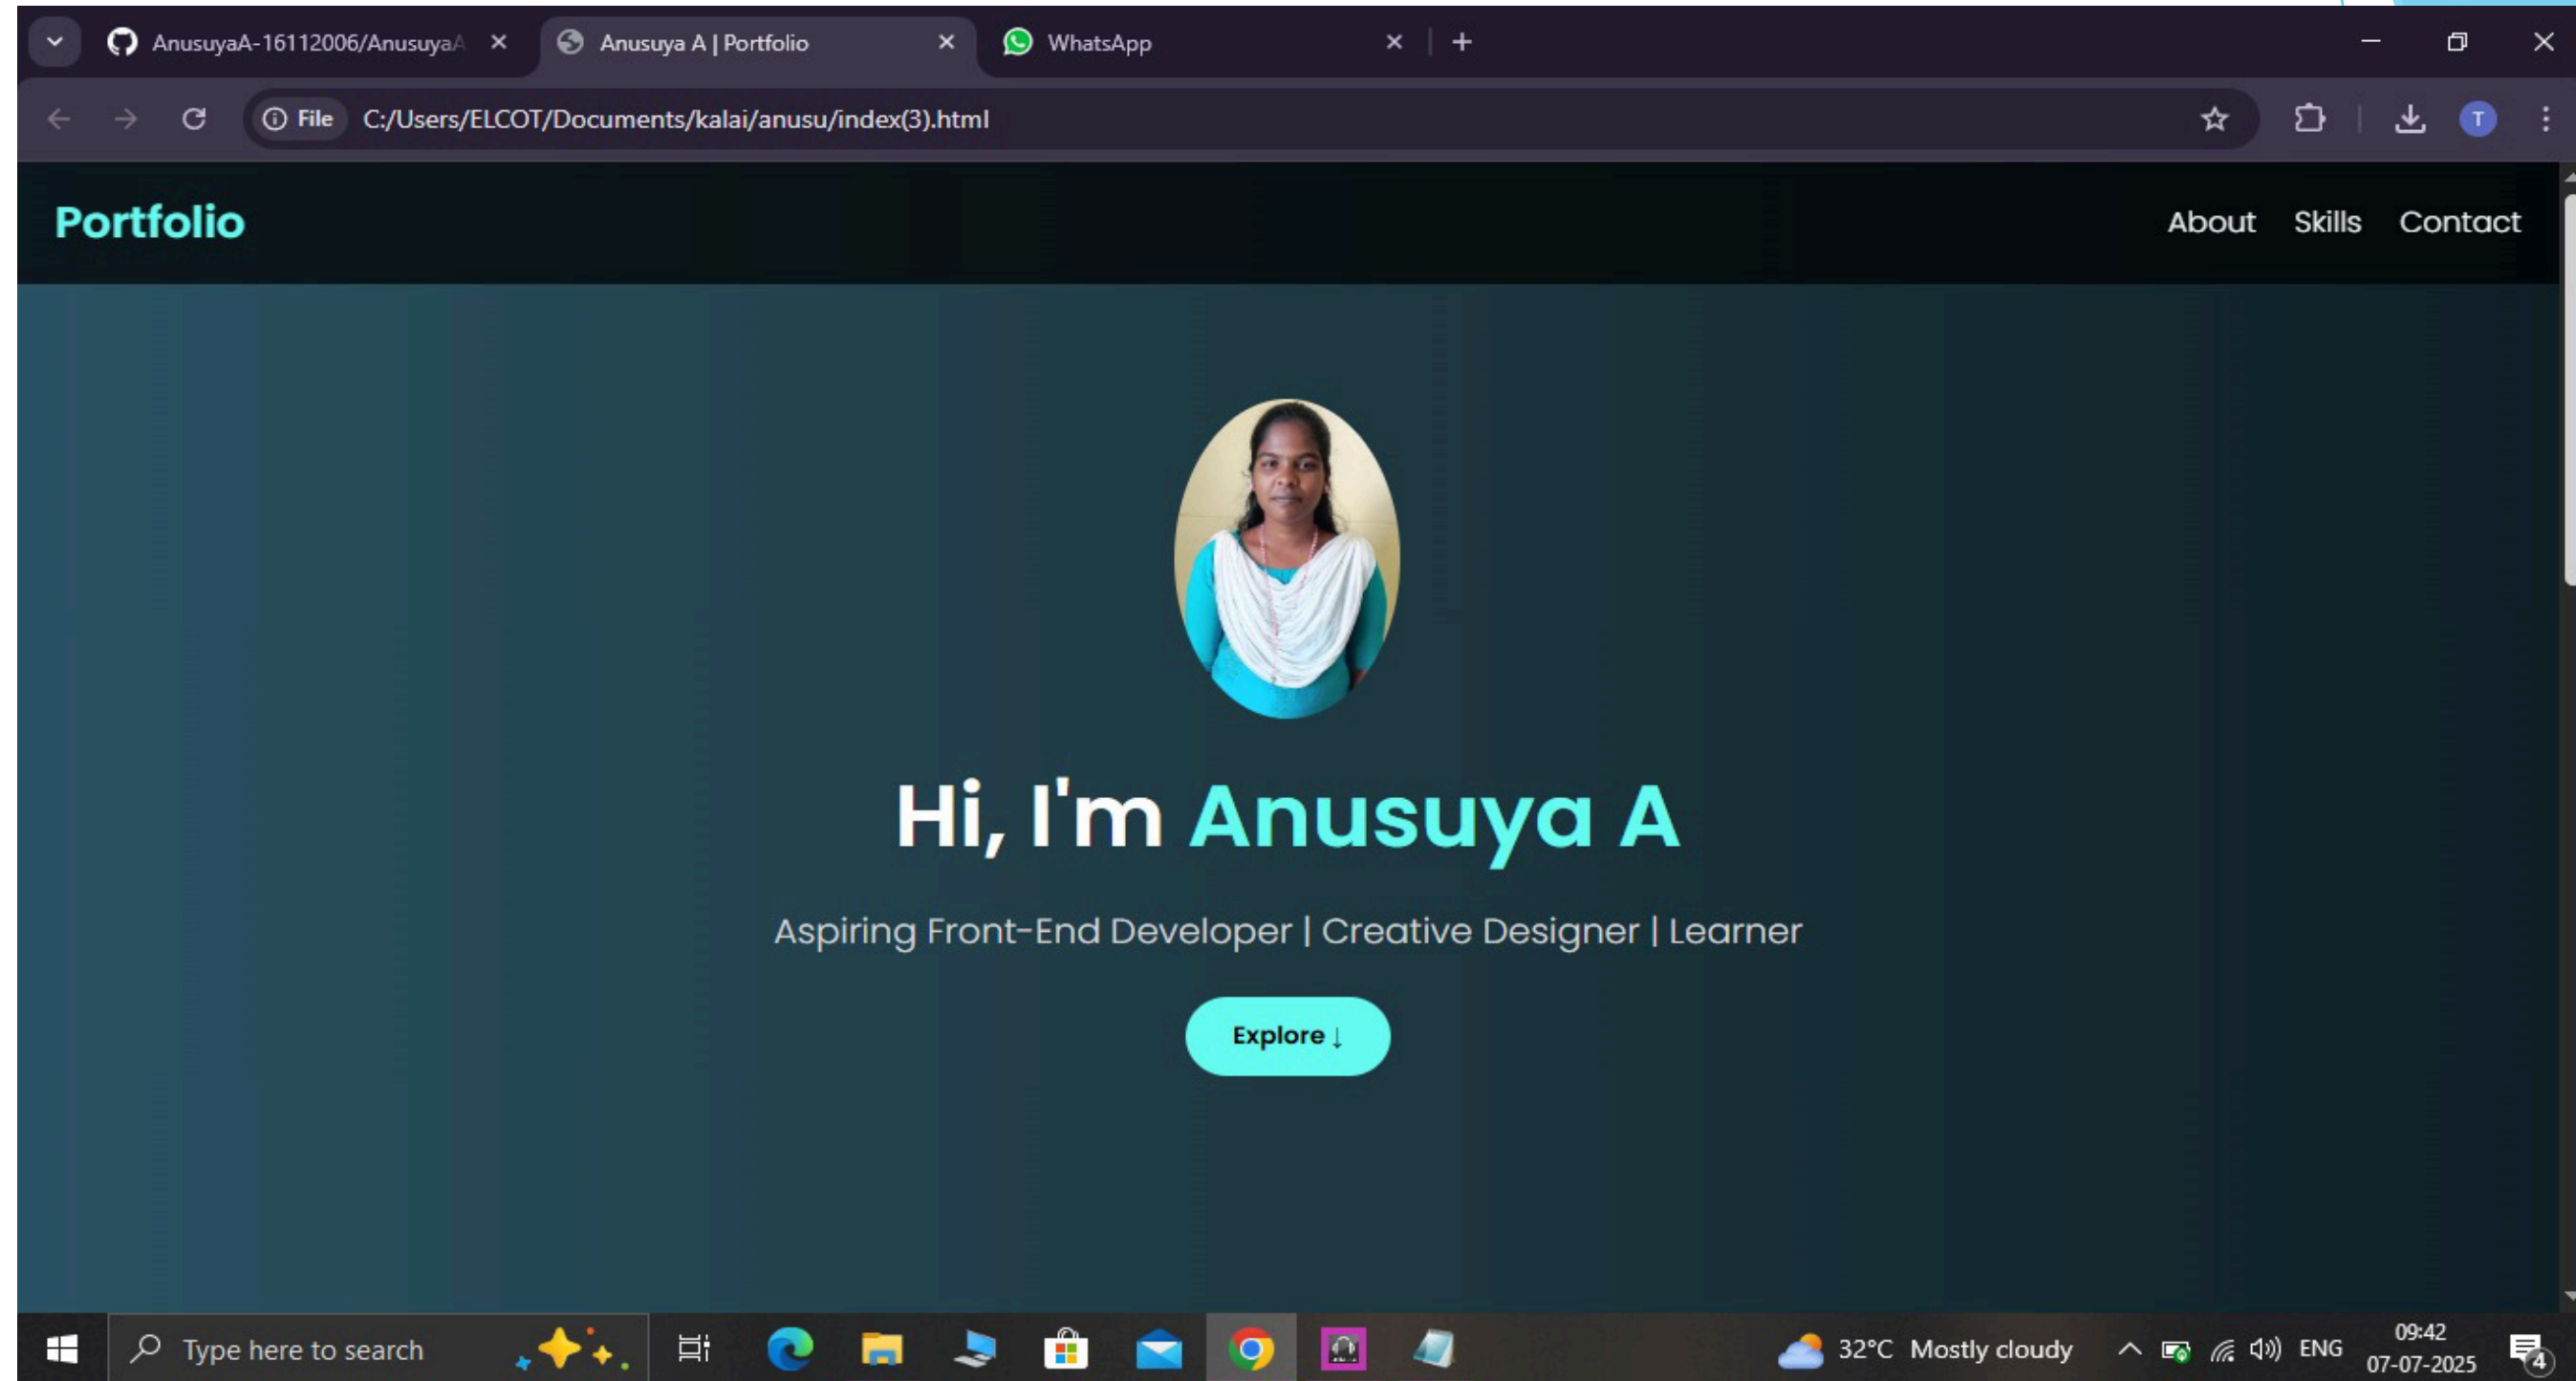 AnusuyaA-16112006/AnusuyaA
Anusuya A | Portfolio
WhatsApp
File C:/Users/ELCOT/Documents/kalai/anusu/index(3).html
T
Portfolio
About Skills Contact
Hi, I'm Anusuya A
Aspiring Front-End Developer | Creative Designer | Learner
Explore ↓
Type here to search
32°C Mostly cloudy
ENG
09:42
07-07-2025
4